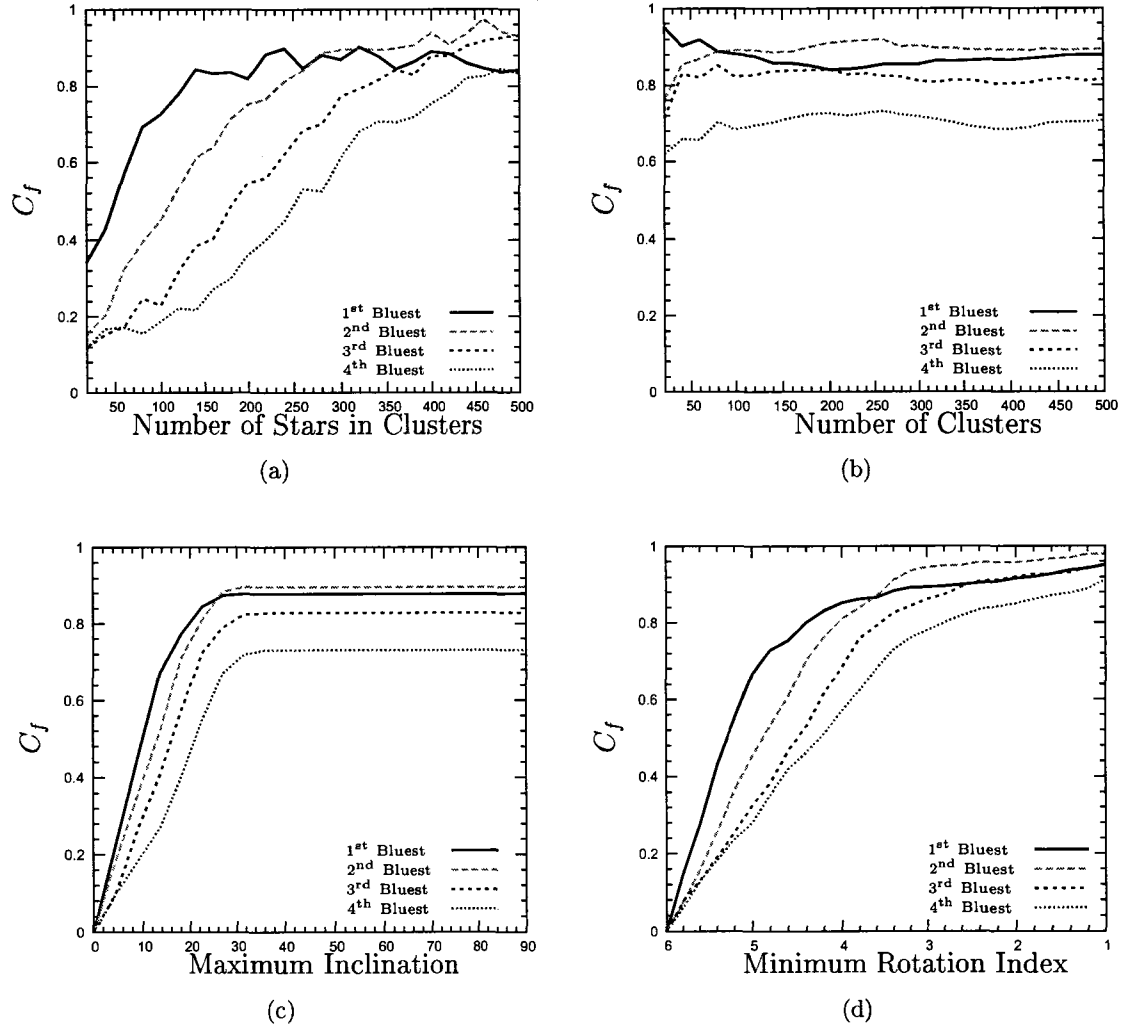 1
0.8
0.6
0.4
0.2
0
C_f
1st Bluest
2nd Bluest
3rd Bluest
4th Bluest
50 100 150 200 250 300 350 400 450 500
Number of Stars in Clusters
(a)
1
0.8
0.6
0.4
0.2
0
C_f
1st Bluest
2nd Bluest
3rd Bluest
4th Bluest
50 100 150 200 250 300 350 400 450 500
Number of Clusters
(b)
1
0.8
0.6
0.4
0.2
0
C_f
1st Bluest
2nd Bluest
3rd Bluest
4th Bluest
0 10 20 30 40 50 60 70 80 90
Maximum Inclination
(c)
1
0.8
0.6
0.4
0.2
0
C_f
1st Bluest
2nd Bluest
3rd Bluest
4th Bluest
6 5 4 3 2 1
Minimum Rotation Index
(d)